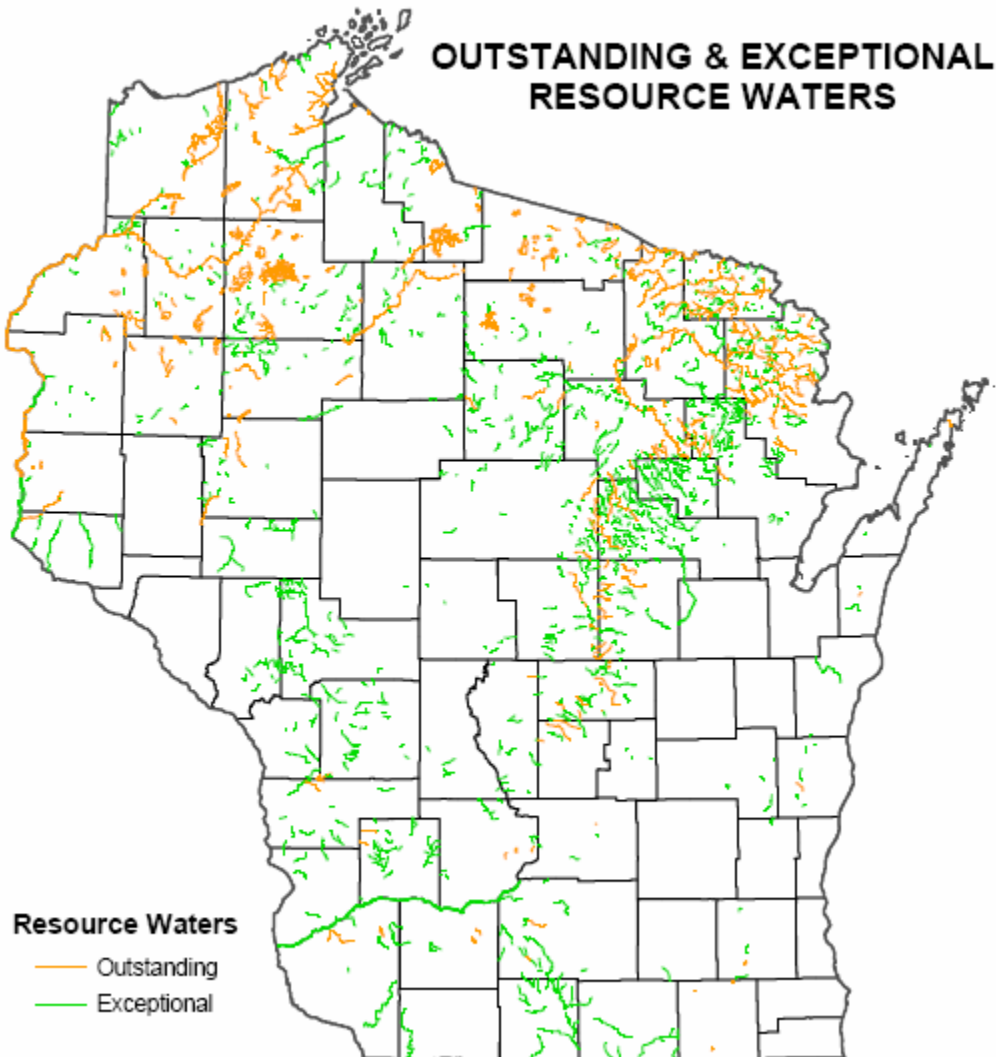 OUTSTANDING & EXCEPTIONAL
RESOURCE WATERS
Resource Waters
Outstanding
Exceptional